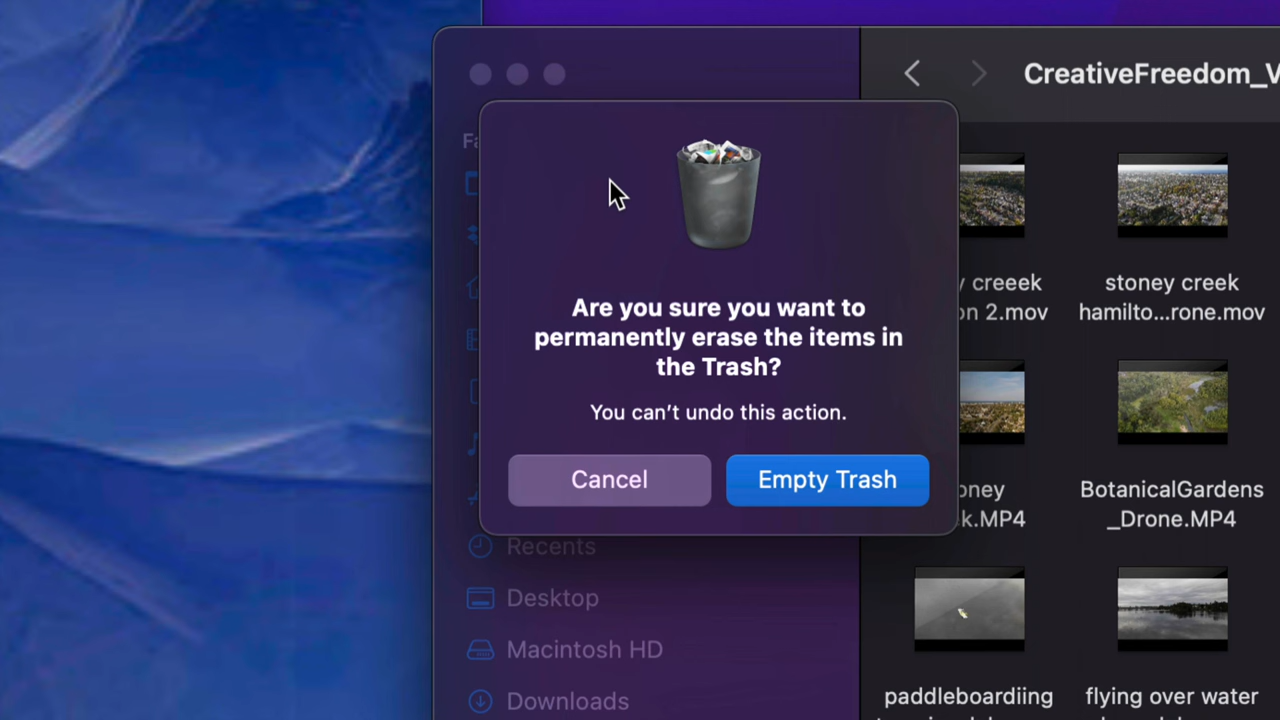 CreativeFreedom_V
Fa
Are you sure you want to
permanently erase the items in
the Trash?
You can't undo this action.
Cancel
Empty Trash
Recents
Desktop
Macintosh HD
Downloads
y creeek
on 2.mov
stoney creek
hamilto...rone.mov
oney
k.MP4
BotanicalGardens
_Drone.MP4
paddleboardiing
flying over water